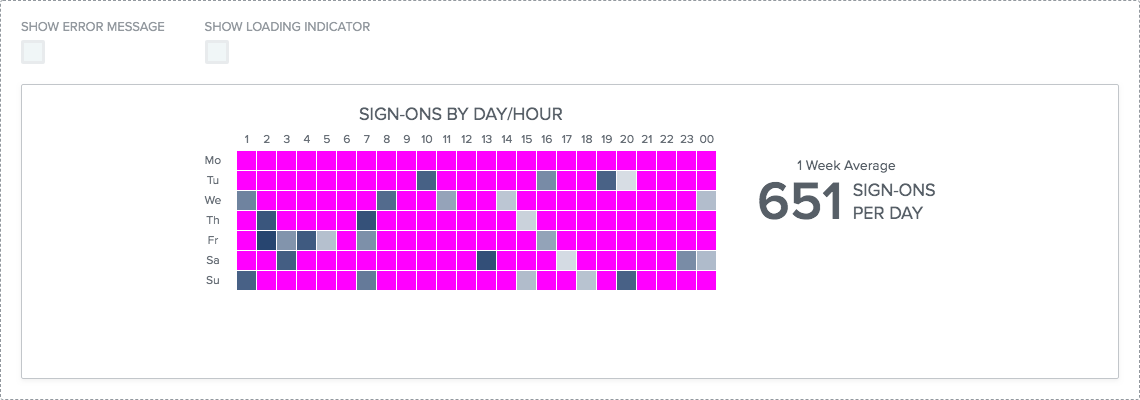 SHOW ERROR MESSAGE SHOW LOADING INDICATOR
SIGN-ONS BY DAY/HOUR
1 2 3 4 5 6 7 8 9 10 11 12 13 14 15 16 17 18 19 20 21 22 23 00
Mo
Tu
We
Th
Fr
Sa
Su
1 Week Average
651 SIGN-ONS
PER DAY